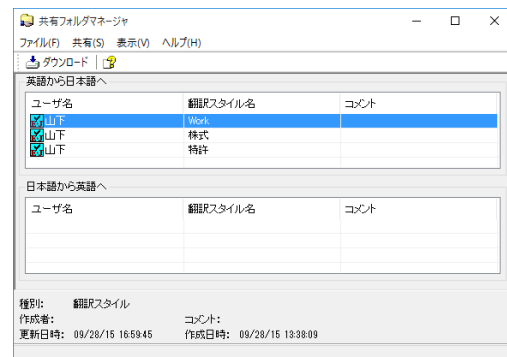 共有フォルダマネージャ
ファイル(F) 共有(S) 表示(V) ヘルプ(H)
ダウンロード
英語から日本語へ
ユーザ名 翻訳スタイル名 コメント
山下 Work
山下 株式
山下 特許
日本語から英語へ
ユーザ名 翻訳スタイル名 コメント
種別: 翻訳スタイル
作成者: コメント:
更新日時: 09/28/15 16:59:45 作成日時: 09/28/15 13:38:09